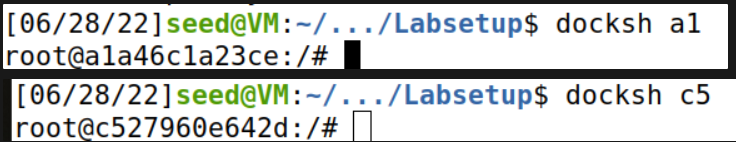 [06/28/22]seed@VM:~/.../Labsetup$ docksh a1
root@a1a46c1a23ce:/#
[06/28/22]seed@VM:~/.../Labsetup$ docksh c5
root@c527960e642d:/#